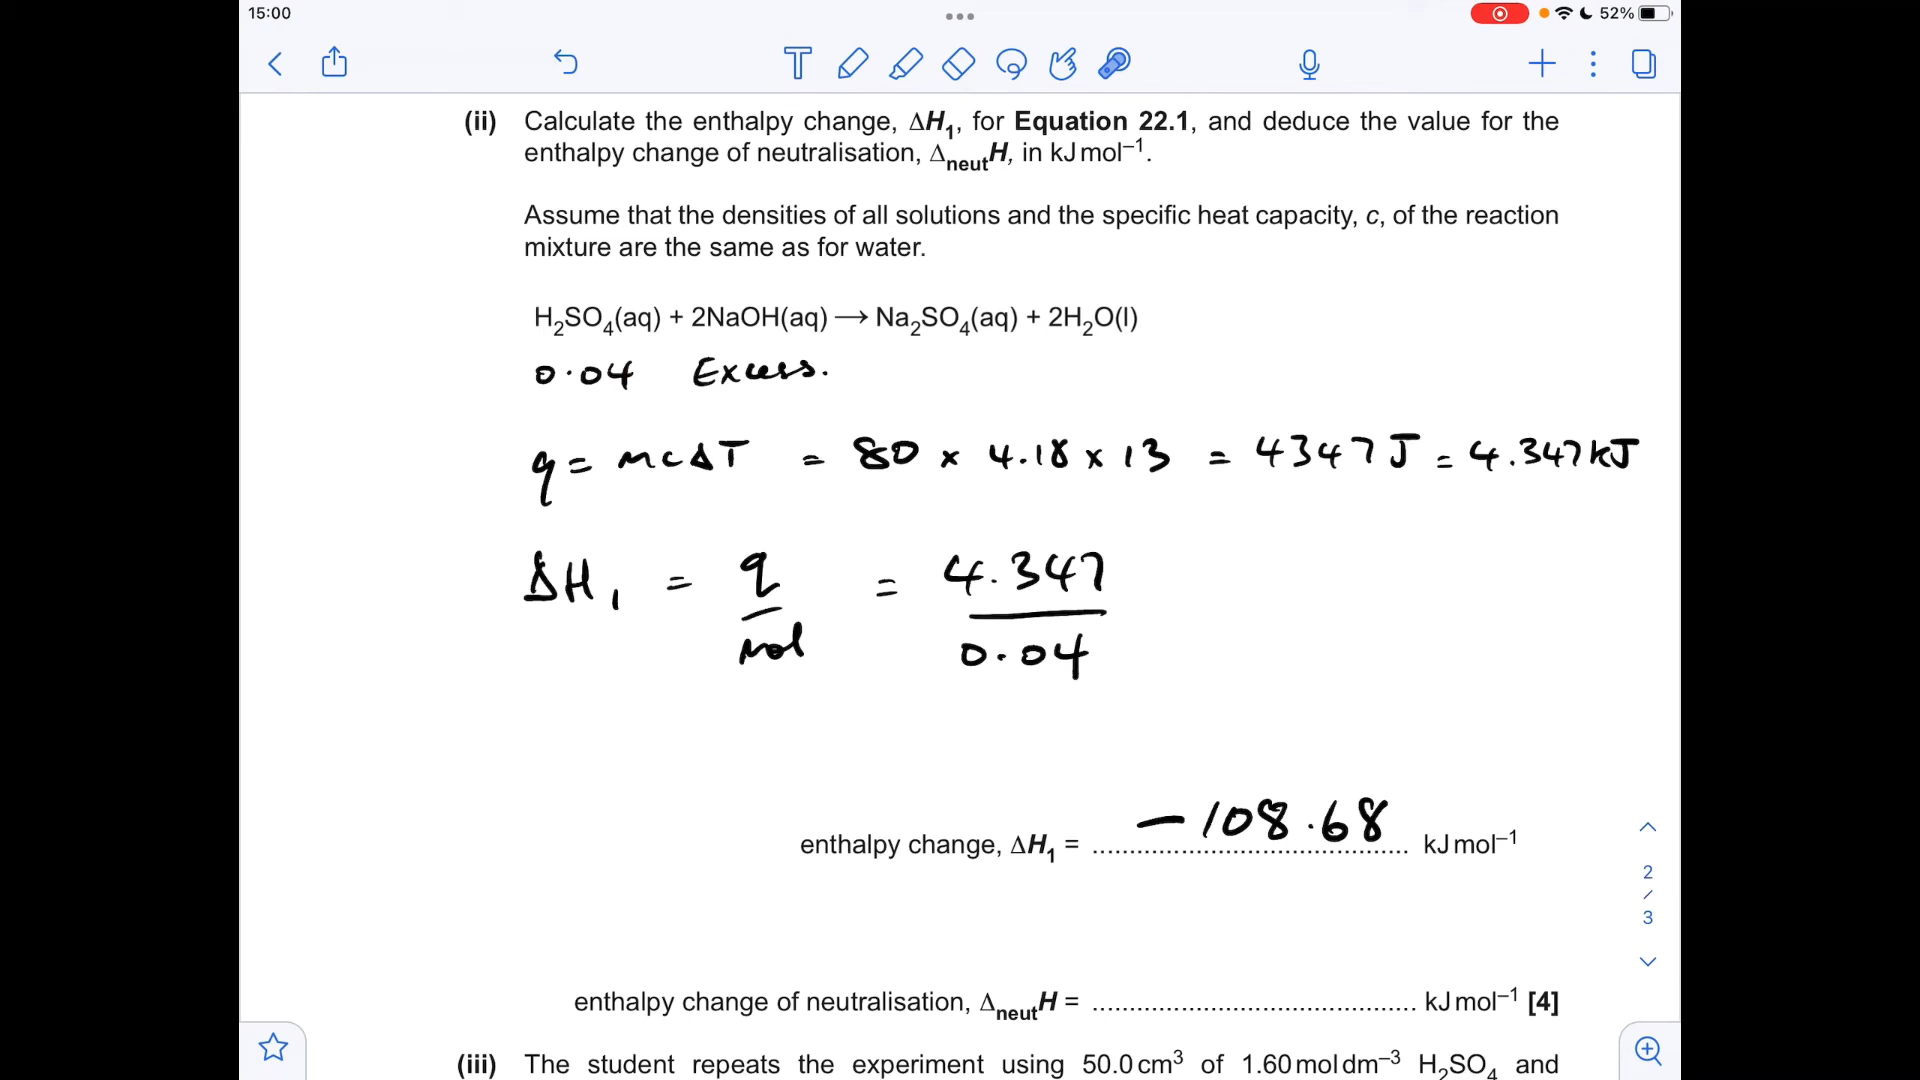 15:00
52%
(ii) Calculate the enthalpy change, ΔH₁, for Equation 22.1, and deduce the value for the
enthalpy change of neutralisation, ΔneutH, in kJ mol⁻¹.
Assume that the densities of all solutions and the specific heat capacity, c, of the reaction
mixture are the same as for water.
H₂SO₄(aq) + 2NaOH(aq) → Na₂SO₄(aq) + 2H₂O(l)
0.04 Excess.
q = mcΔT = 80 × 4.18 × 13 = 4347 J = 4.347 kJ
ΔH₁ = q/mol = 4.347/0.04
-108.68
enthalpy change, ΔH₁ = .......................................... kJ mol⁻¹
2
/
3
enthalpy change of neutralisation, ΔneutH = ........................................... kJ mol⁻¹ [4]
(iii) The student repeats the experiment using 50.0 cm³ of 1.60 mol dm⁻³ H₂SO₄ and